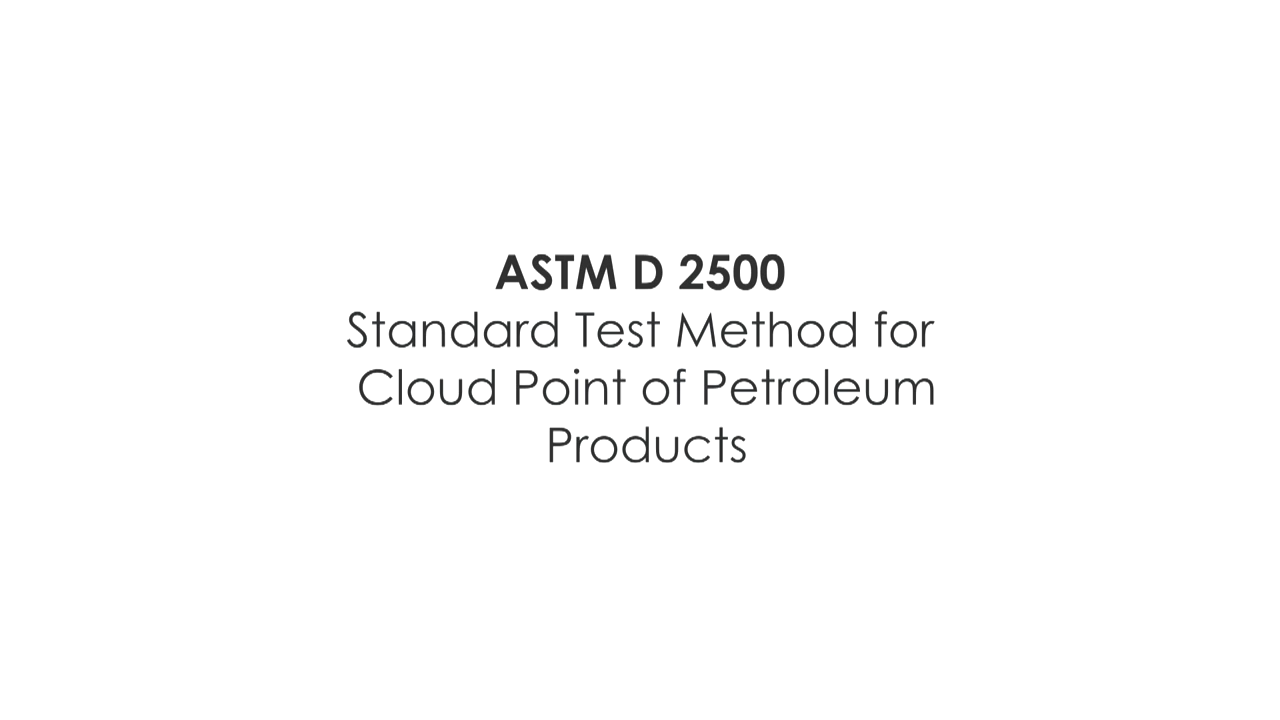 ASTM D 2500
Standard Test Method for
Cloud Point of Petroleum
Products